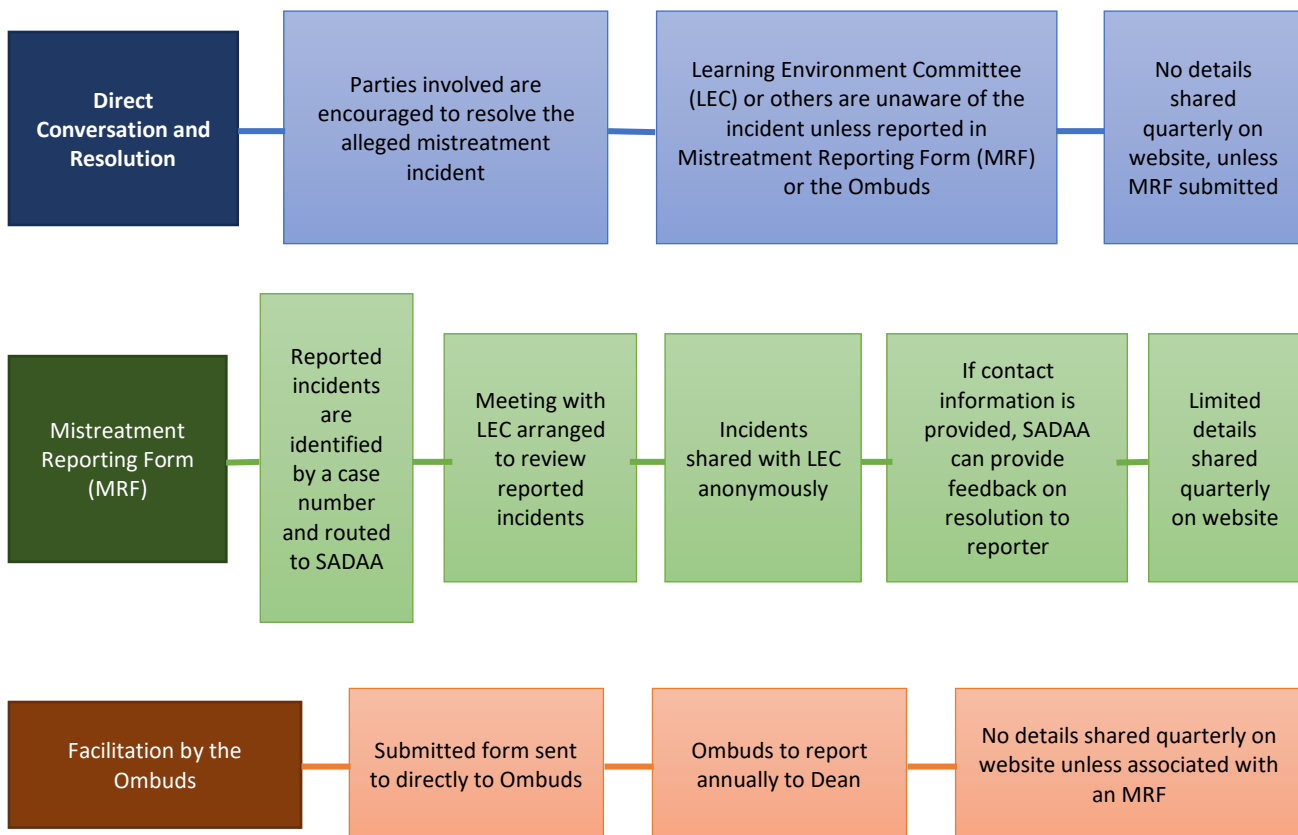 Direct
Conversation and
Resolution
Parties involved are
encouraged to resolve the
alleged mistreatment
incident
Learning Environment Committee
(LEC) or others are unaware of the
incident unless reported in
Mistreatment Reporting Form (MRF)
or the Ombuds
No details
shared
quarterly on
website, unless
MRF submitted
Mistreatment
Reporting Form
(MRF)
Reported
incidents
are
identified
by a case
number
and routed
to SADAA
Meeting with
LEC arranged
to review
reported
incidents
Incidents
shared with LEC
anonymously
If contact
information is
provided, SADAA
can provide
feedback on
resolution to
reporter
Limited
details
shared
quarterly
on website
Facilitation by the
Ombuds
Submitted form sent
to directly to Ombuds
Ombuds to report
annually to Dean
No details shared quarterly on
website unless associated with
an MRF